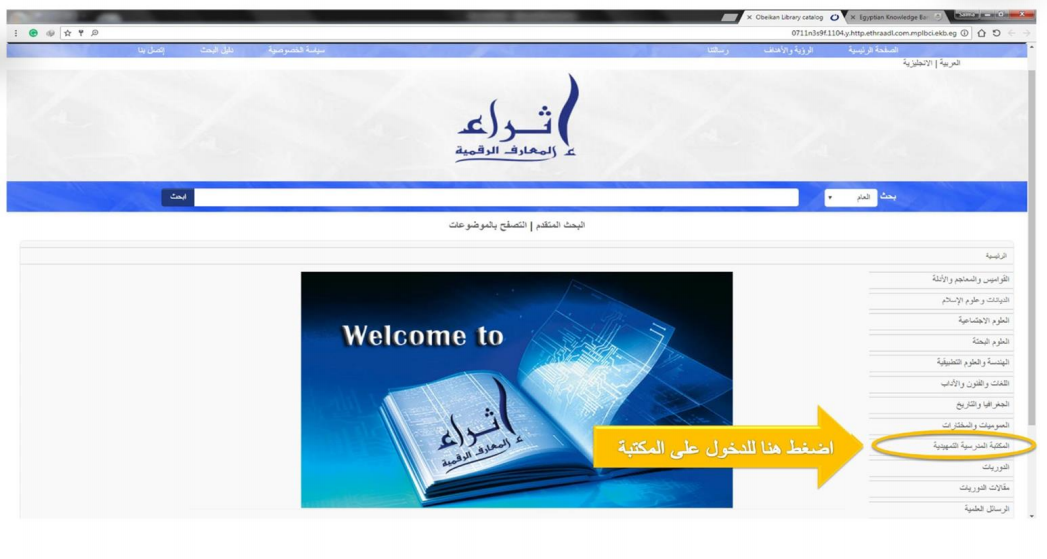 Obeikan Library catalog
Egyptian Knowledge Ba
0711n3s9f.1104.y.http.ethraadl.com.mplbci.ekb.eg
الصفحة الرئيسية
الرؤية والأهداف
رسالتنا
سياسة الخصوصية
دليل البحث
إتصل بنا
العربية | الانجليزية
إثراء
المعارف الرقمية
بحث
العام
ابحث
البحث المتقدم | التصفح بالموضوعات
الرئيسية
القواميس والمعاجم والأدلة
الديانات وعلوم الإسلام
العلوم الاجتماعية
العلوم البحتة
الهندسة والعلوم التطبيقية
اللغات والفنون والأداب
الجغرافيا والتاريخ
العموميات والمختارات
المكتبة المدرسية التمهيدية
الدوريات
مقالات الدوريات
الرسائل العلمية
Welcome to
إثراء
المعارف الرقمية
اضغط هنا للدخول على المكتبة